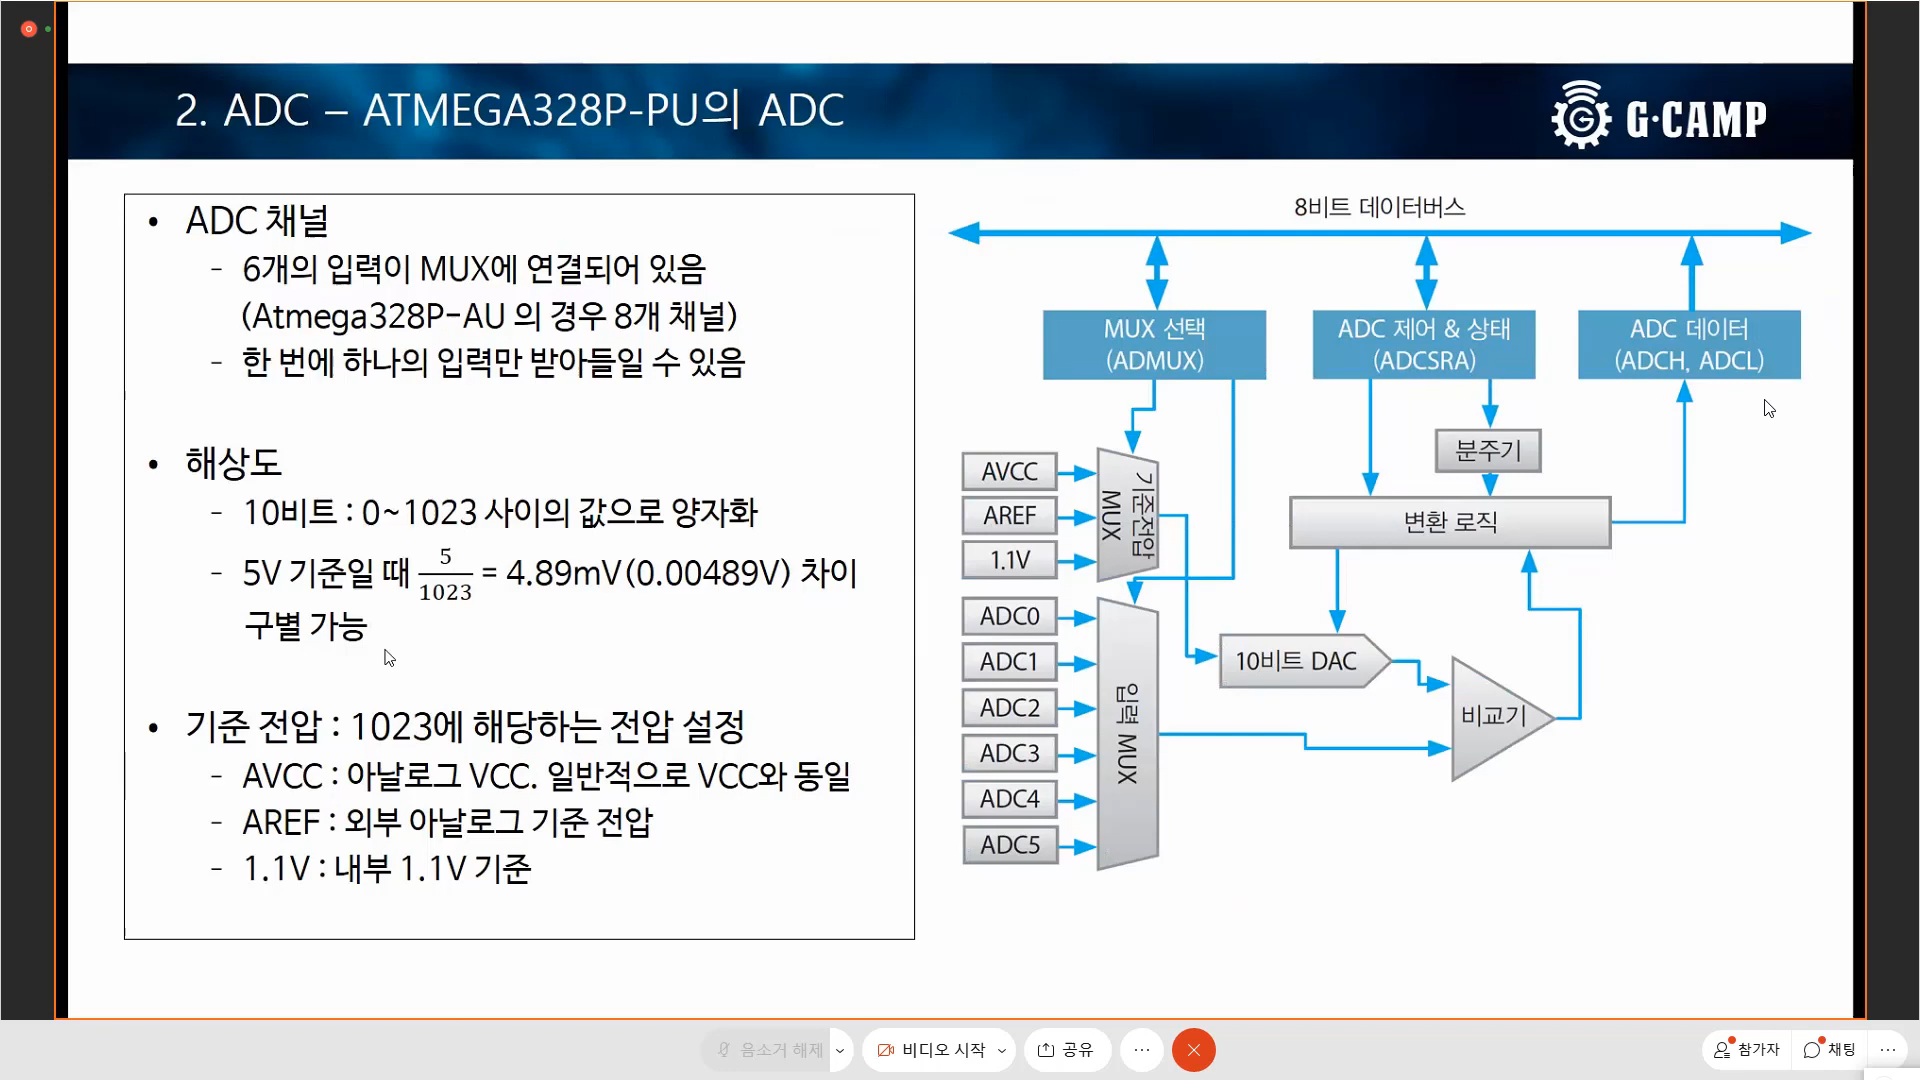 2. ADC – ATMEGA328P-PU의 ADC
G·CAMP
• ADC 채널
- 6개의 입력이 MUX에 연결되어 있음
(Atmega328P-AU 의 경우 8개 채널)
- 한 번에 하나의 입력만 받아들일 수 있음
• 해상도
- 10비트 : 0~1023 사이의 값으로 양자화
- 5V 기준일 때 5/1023 = 4.89mV(0.00489V) 차이
구별 가능
• 기준 전압 : 1023에 해당하는 전압 설정
- AVCC : 아날로그 VCC. 일반적으로 VCC와 동일
- AREF : 외부 아날로그 기준 전압
- 1.1V : 내부 1.1V 기준
8비트 데이터버스
MUX 선택
(ADMUX)
ADC 제어 & 상태
(ADCSRA)
ADC 데이터
(ADCH, ADCL)
분주기
AVCC
AREF
1.1V
기준전압
MUX
변환 로직
ADC0
ADC1
ADC2
ADC3
ADC4
ADC5
입력 MUX
10비트 DAC
비교기
음소거 해제
비디오 시작
공유
참가자
채팅